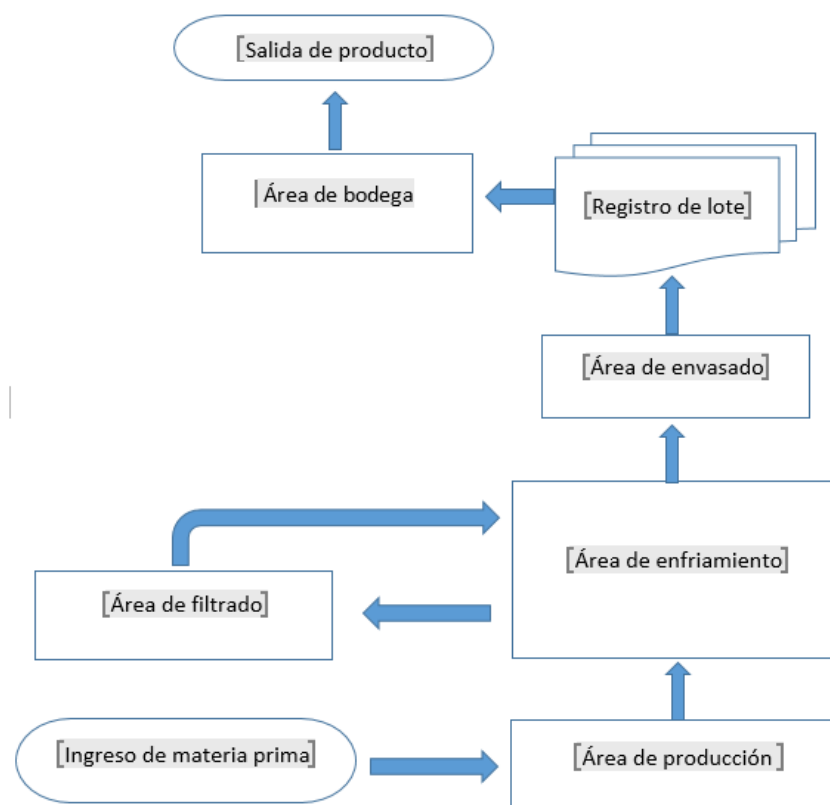 [Salida de producto]
Área de bodega
[Registro de lote]
[Área de envasado]
[Área de enfriamiento]
[Área de filtrado]
[Ingreso de materia prima]
[Área de producción]